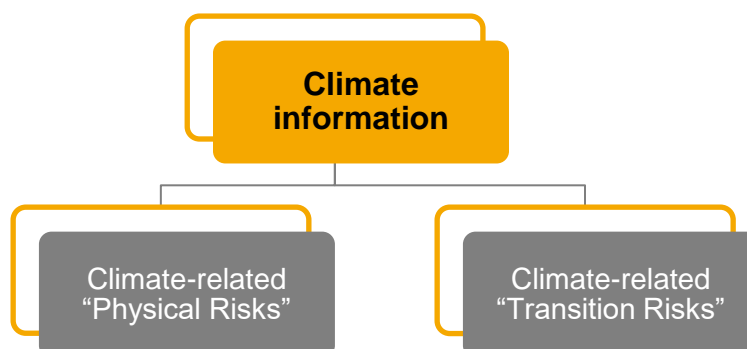 Climate
information
Climate-related
“Physical Risks”
Climate-related
“Transition Risks”